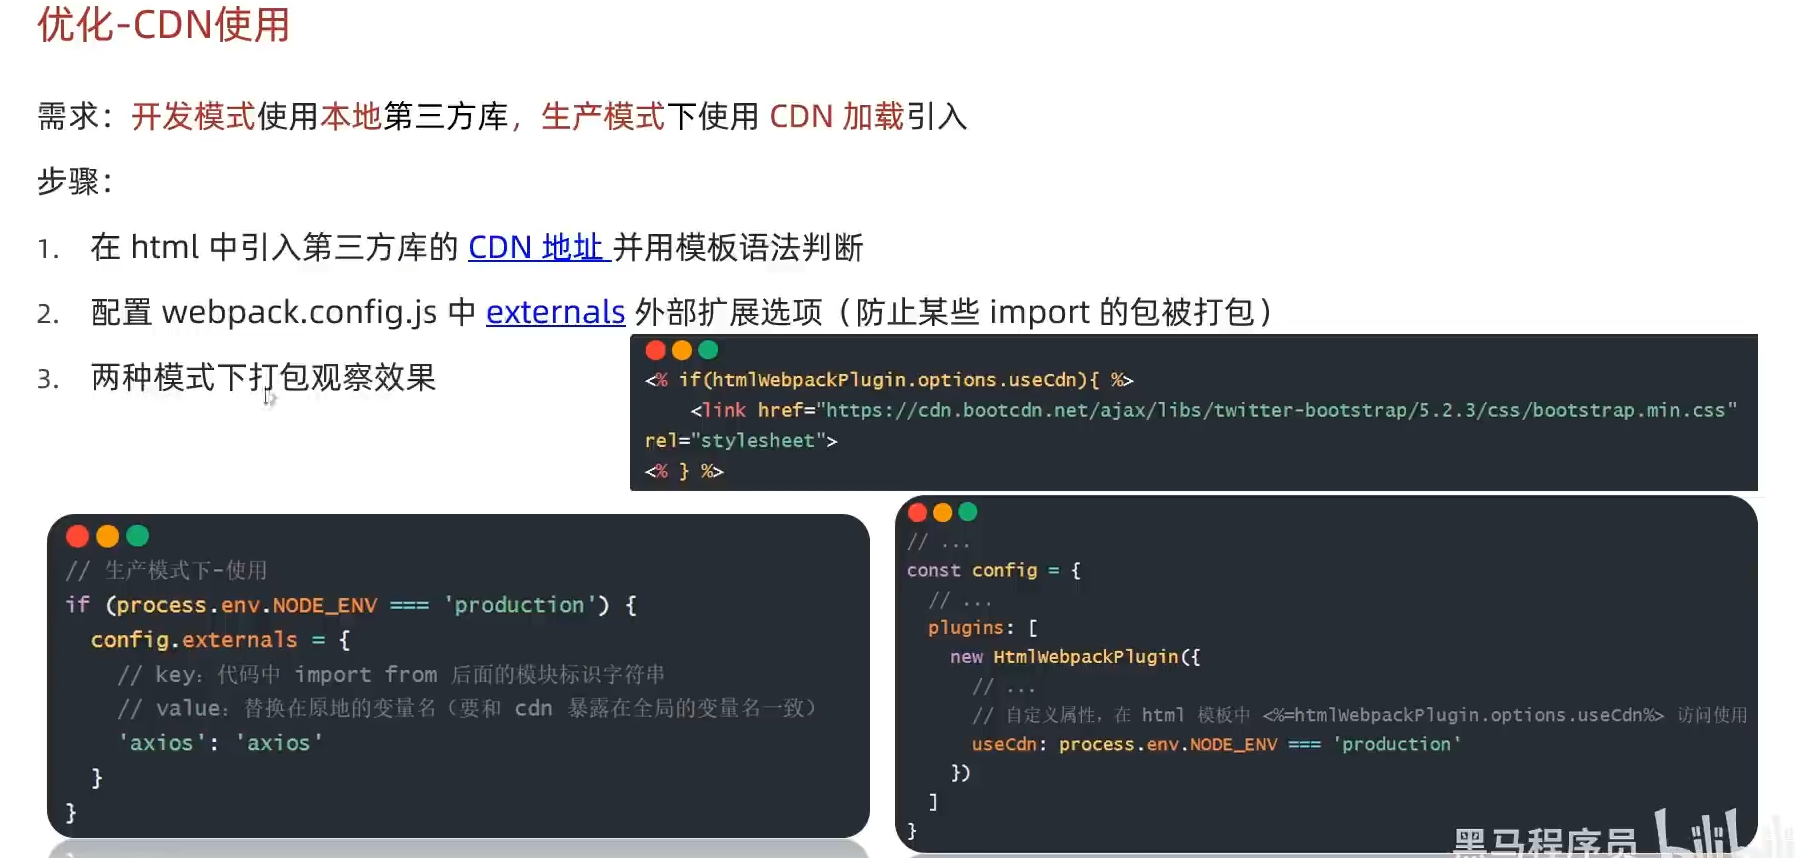 优化-CDN使用
需求：开发模式使用本地第三方库，生产模式下使用 CDN 加载引入
步骤：
1. 在 html 中引入第三方库的 CDN 地址 并用模板语法判断
2. 配置 webpack.config.js 中 externals 外部扩展选项（防止某些 import 的包被打包）
3. 两种模式下打包观察效果
<% if(htmlWebpackPlugin.options.useCdn){ %>
<link href="https://cdn.bootcdn.net/ajax/libs/twitter-bootstrap/5.2.3/css/bootstrap.min.css"
rel="stylesheet">
<% } %>
// 生产模式下-使用
if (process.env.NODE_ENV === 'production') {
config.externals = {
// key：代码中 import from 后面的模块标识字符串
// value：替换在原地的变量名（要和 cdn 暴露在全局的变量名一致）
'axios': 'axios'
}
}
// ...
const config = {
// ...
plugins: [
new HtmlWebpackPlugin({
// ...
// 自定义属性，在 html 模板中 <%=htmlWebpackPlugin.options.useCdn%> 访问使用
useCdn: process.env.NODE_ENV === 'production'
})
]
}
黑马程序员 bilibili